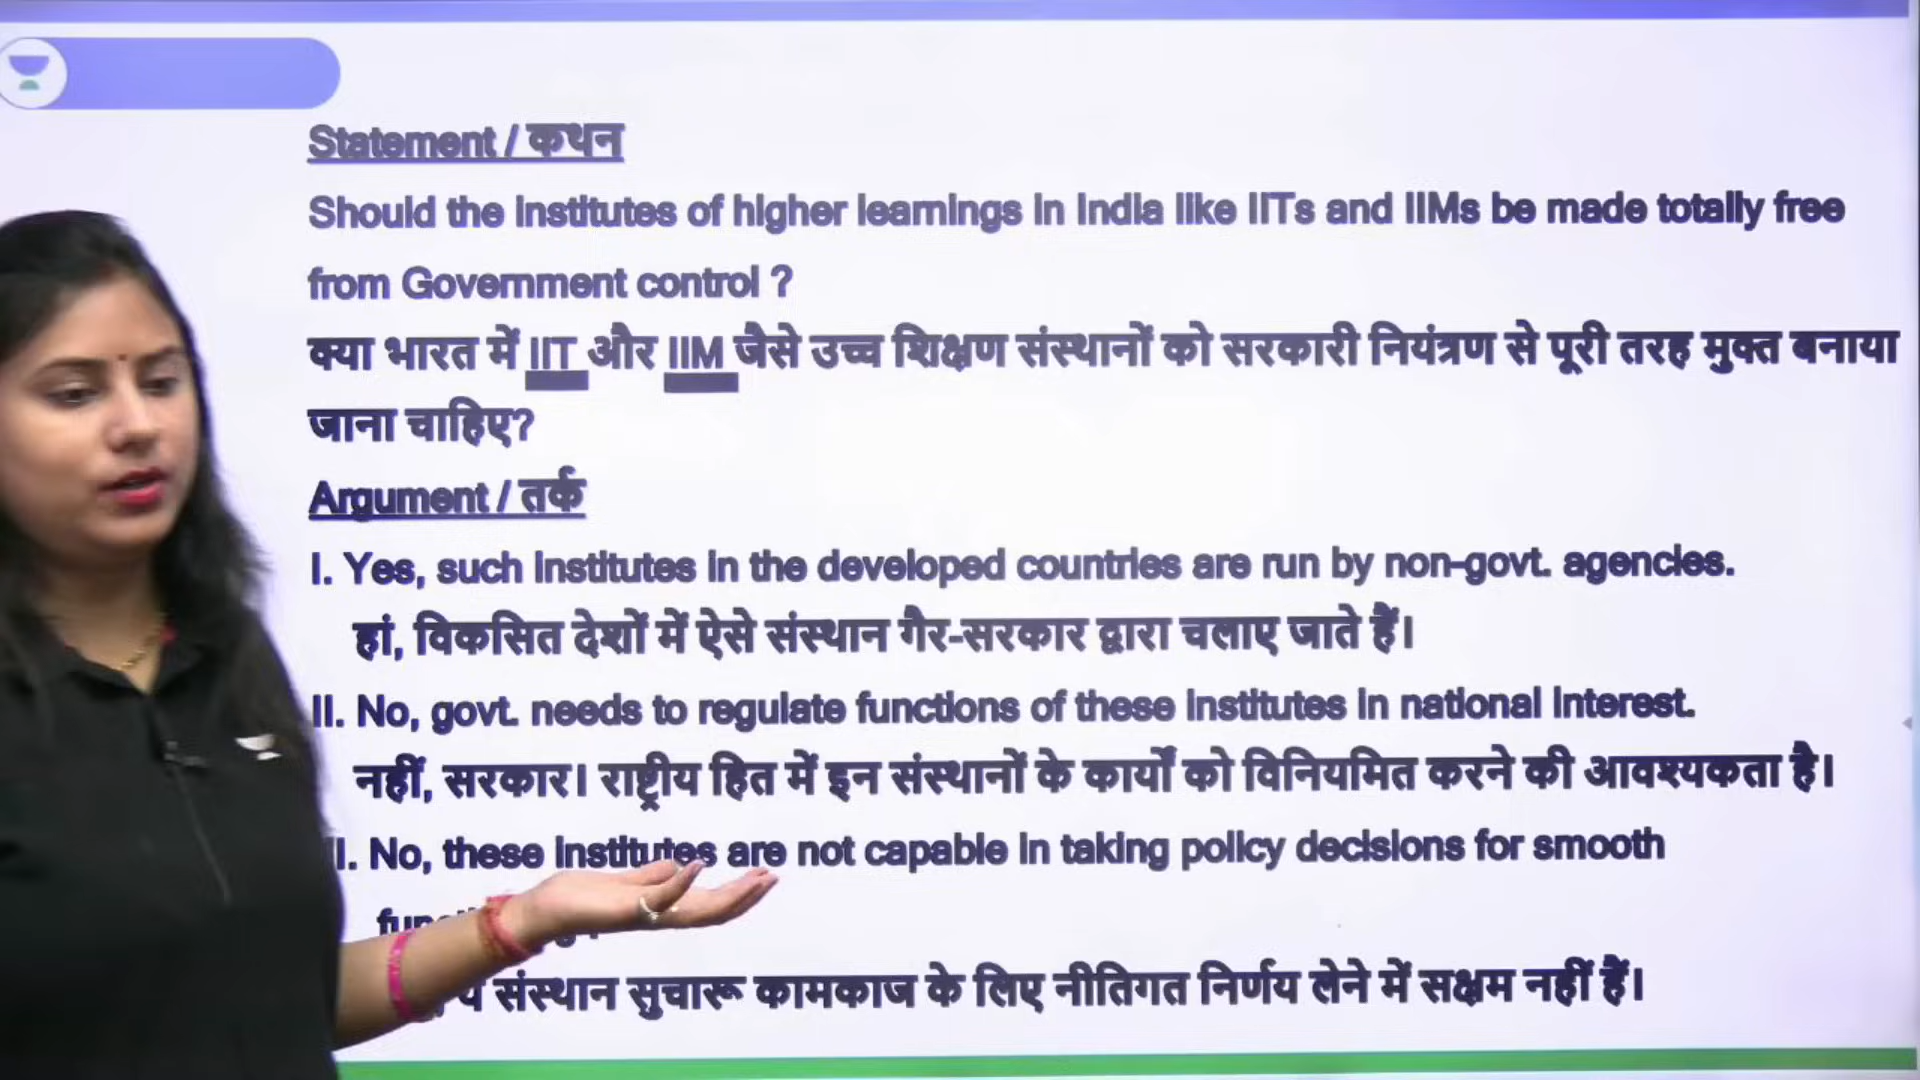 Statement / कथन
Should the institutes of higher learnings in India like IITs and IIMs be made totally free
from Government control ?
क्या भारत में IIT और IIM जैसे उच्च शिक्षण संस्थानों को सरकारी नियंत्रण से पूरी तरह मुक्त बनाया
जाना चाहिए?
Argument / तर्क
I. Yes, such institutes in the developed countries are run by non-govt. agencies.
हां, विकसित देशों में ऐसे संस्थान गैर-सरकार द्वारा चलाए जाते हैं।
II. No, govt. needs to regulate functions of these institutes in national interest.
नहीं, सरकार। राष्ट्रीय हित में इन संस्थानों के कार्यों को विनियमित करने की आवश्यकता है।
No, these institutes are not capable in taking policy decisions for smooth
ये संस्थान सुचारू कामकाज के लिए नीतिगत निर्णय लेने में सक्षम नहीं हैं।